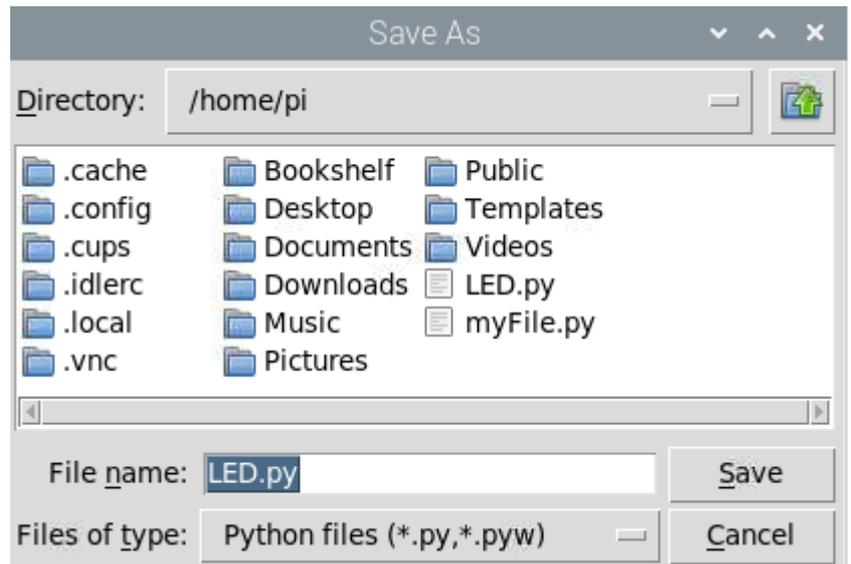 Save As
Directory: /home/pi
.cache Bookshelf Public
.config Desktop Templates
.cups Documents Videos
.idlerc Downloads LED.py
.local Music myFile.py
.vnc Pictures
File name: LED.py Save
Files of type: Python files (*.py,*.pyw) Cancel